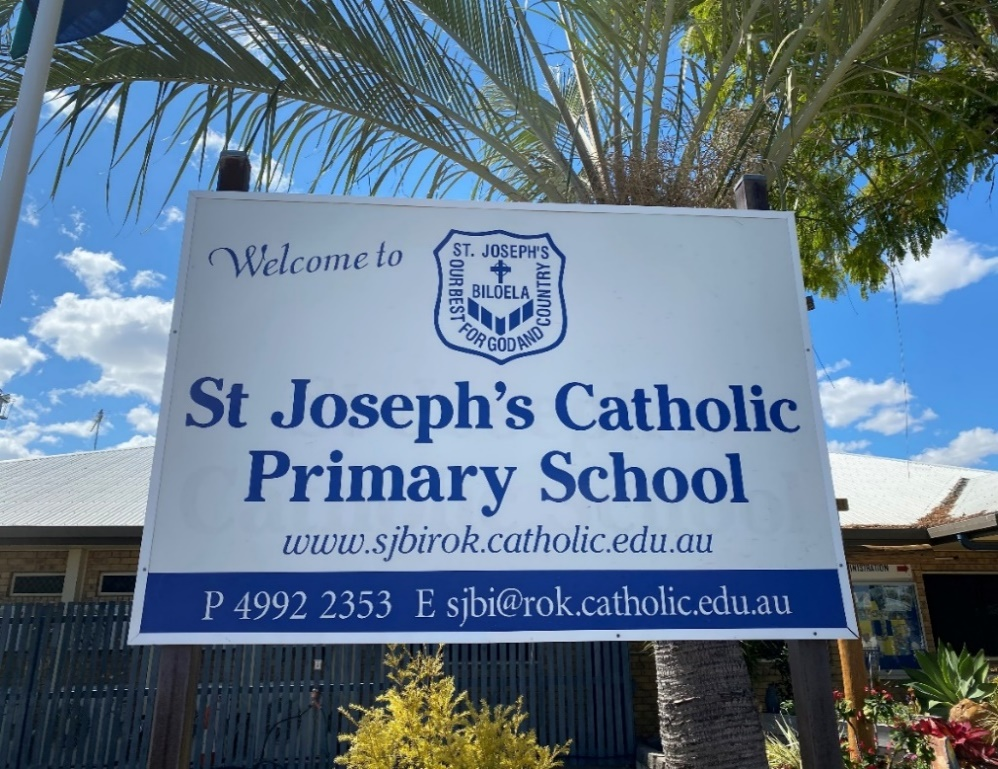 Welcome to
ST. JOSEPH'S
BILOELA
OUR BEST FOR GOD AND COUNTRY
St Joseph's Catholic
Primary School
www.sjbirok.catholic.edu.au
P 4992 2353 E sjbi@rok.catholic.edu.au